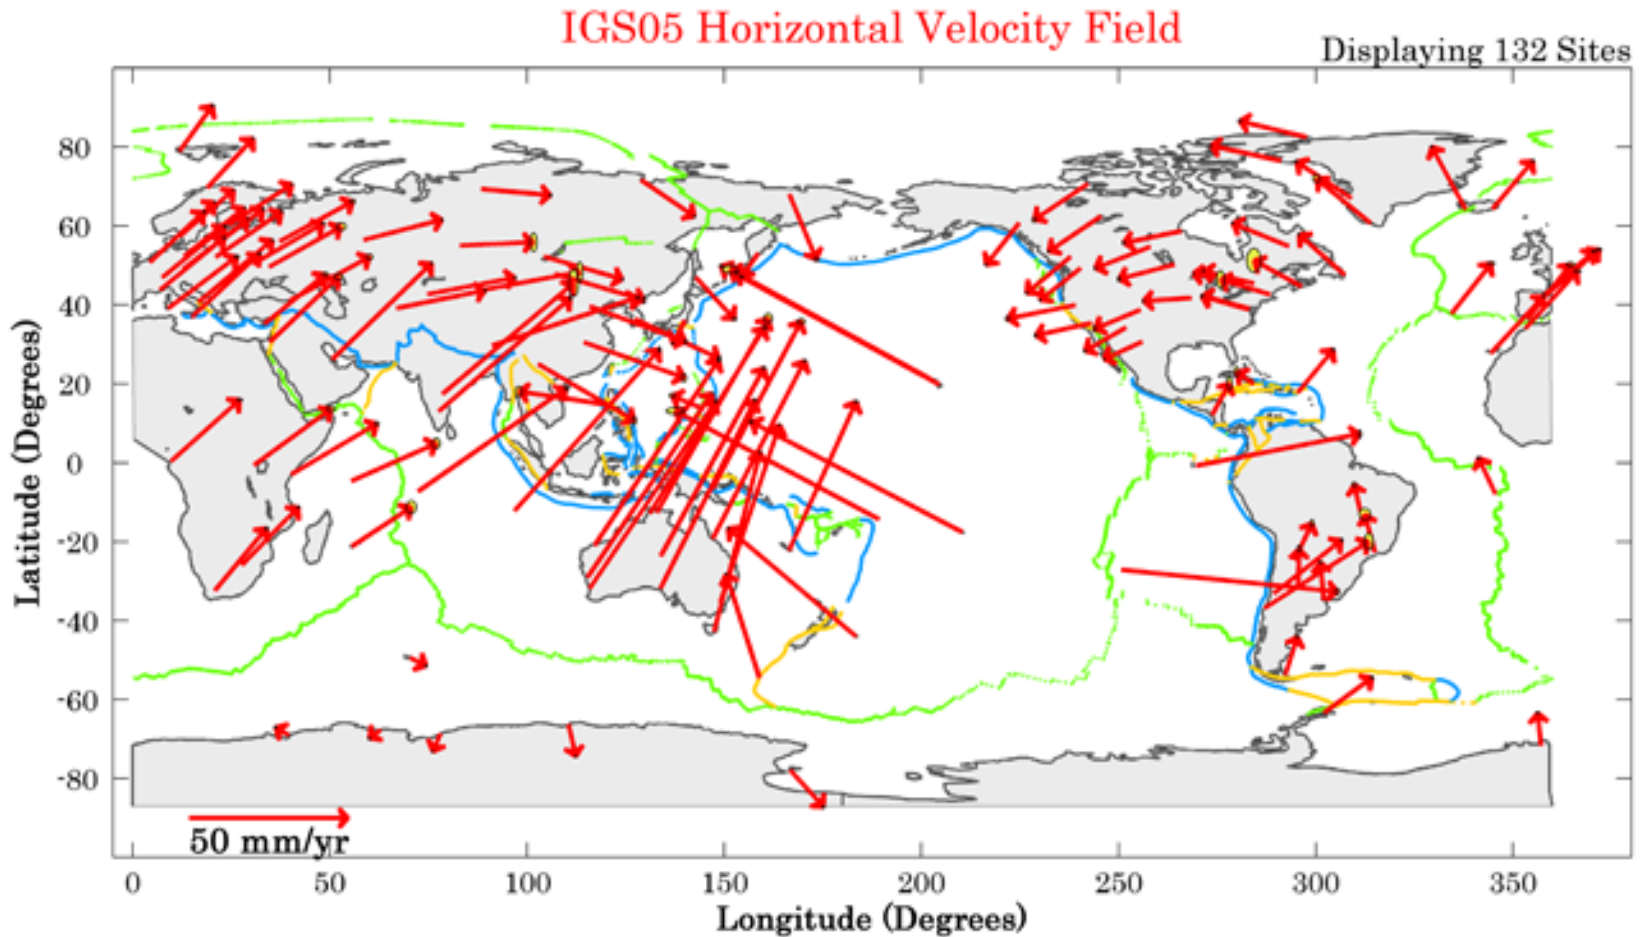 IGS05 Horizontal Velocity Field
Displaying 132 Sites
Latitude (Degrees)
80
60
40
20
0
-20
-40
-60
-80
50 mm/yr
0 50 100 150 200 250 300 350
Longitude (Degrees)